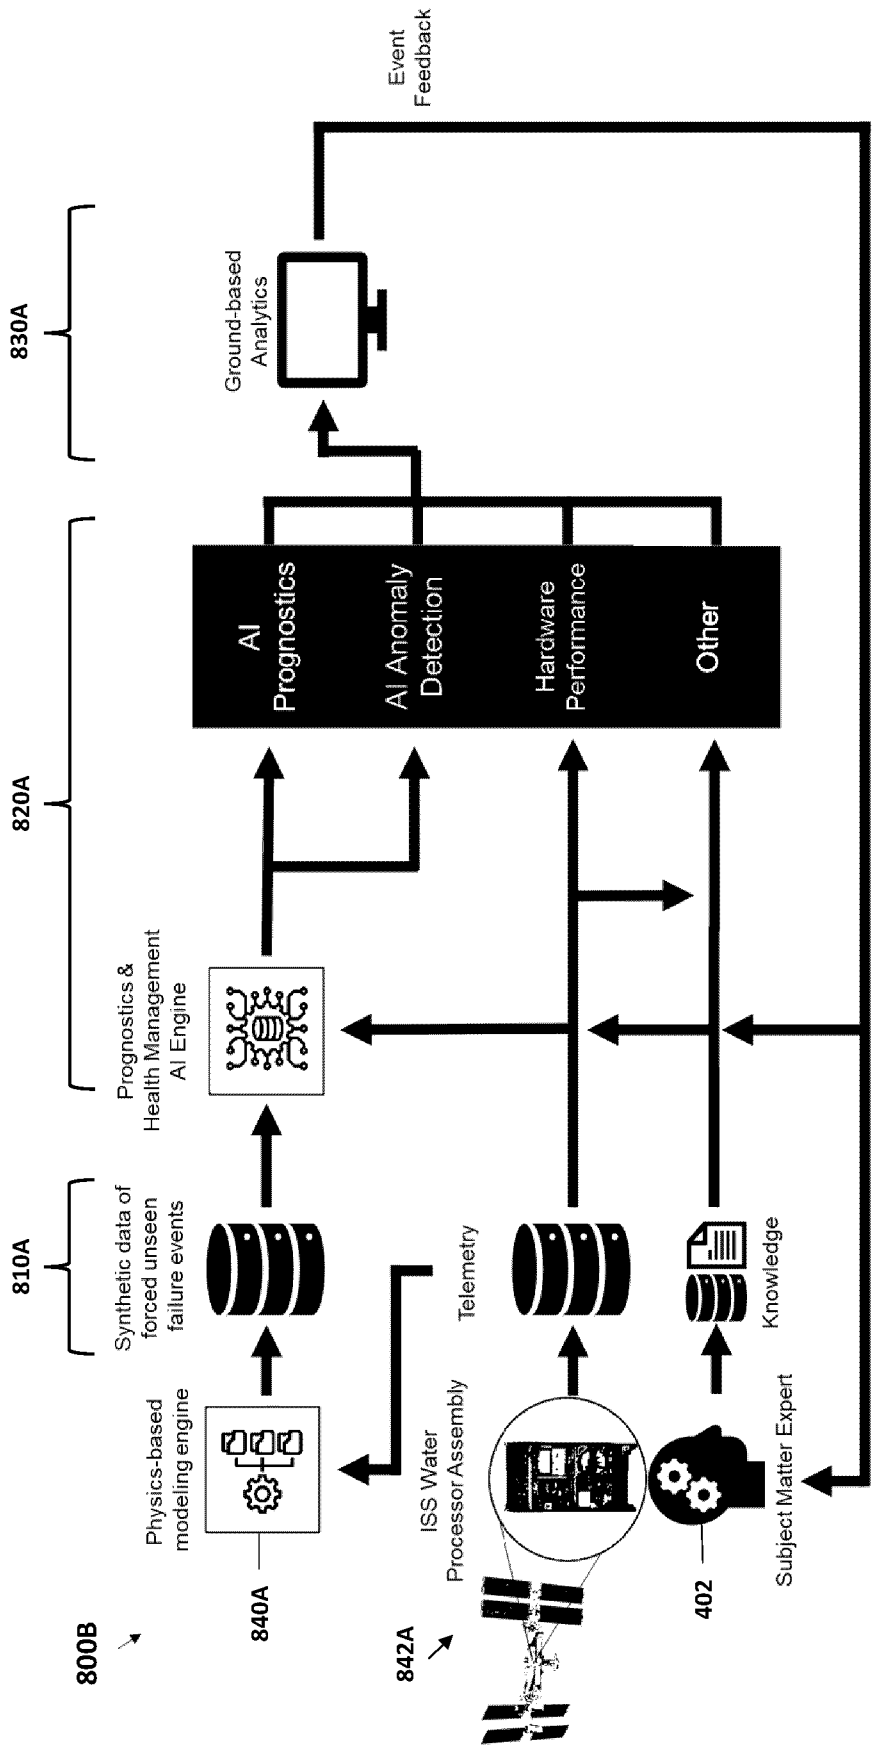 800B
810A
820A
830A
Physics-based
modeling engine
840A
Synthetic data of
forced unseen
failure events
Prognostics &
Health Management
AI Engine
AI
Prognostics
AI Anomaly
Detection
Hardware
Performance
Other
Ground-based
Analytics
Event
Feedback
842A
ISS Water
Processor Assembly
Telemetry
402
Subject Matter Expert
Knowledge